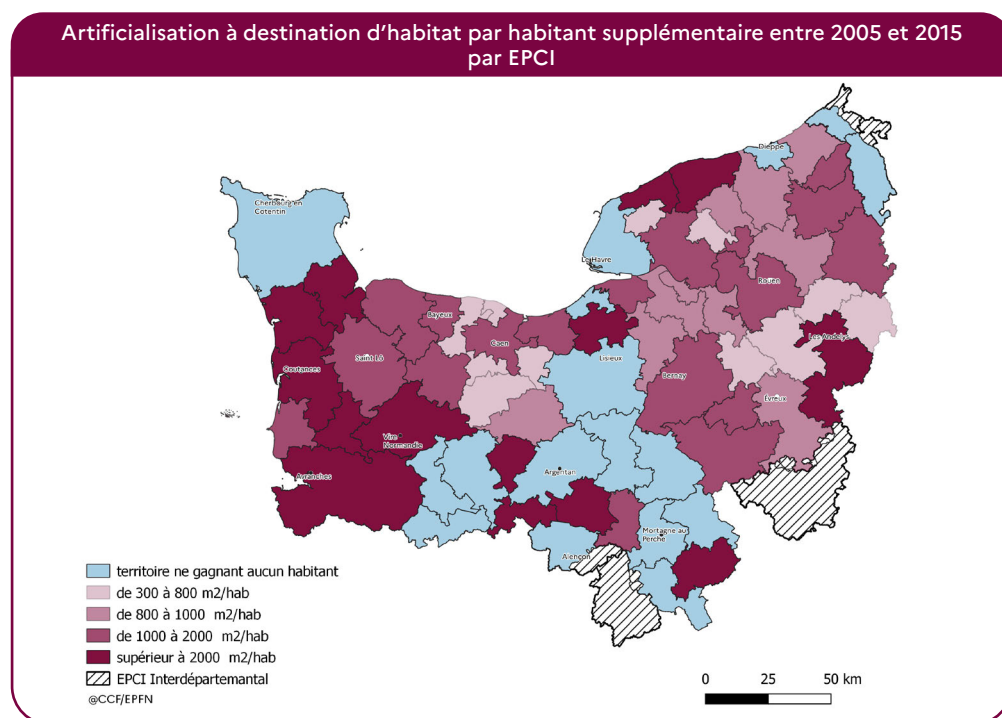 Artificialisation à destination d'habitat par habitant supplémentaire entre 2005 et 2015
par EPCI
Dieppe
Cherbourg en
Cotentin
Le Havre
Rouen
Bayeux
Caen
Les Andelys
Saint Lô
Lisieux
Coutances
Bernay
Évreux
Vire
Normandie
Argentan
Avranches
Mortagne au
Perche
Alençon
territoire ne gagnant aucun habitant
de 300 à 800 m2/hab
de 800 à 1000 m2/hab
de 1000 à 2000 m2/hab
supérieur à 2000 m2/hab
EPCI Interdépartemantal
@CCF/EPFN
0 25 50 km